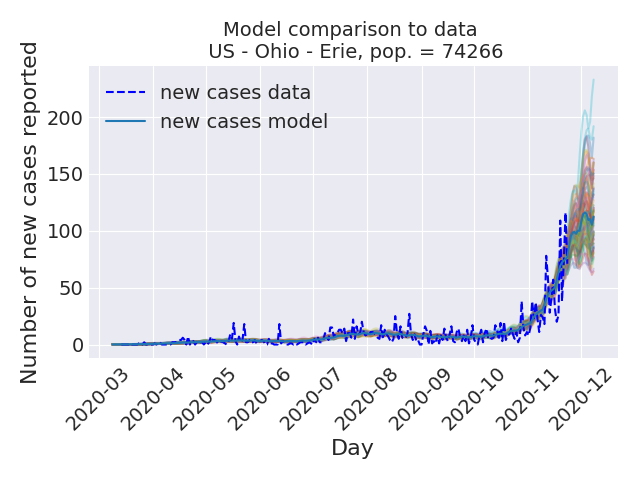 Model comparison to data
US - Ohio - Erie, pop. = 74266
Number of new cases reported
200
150
100
50
0
new cases data
new cases model
2020-03
2020-04
2020-05
2020-06
2020-07
2020-08
2020-09
2020-10
2020-11
2020-12
Day